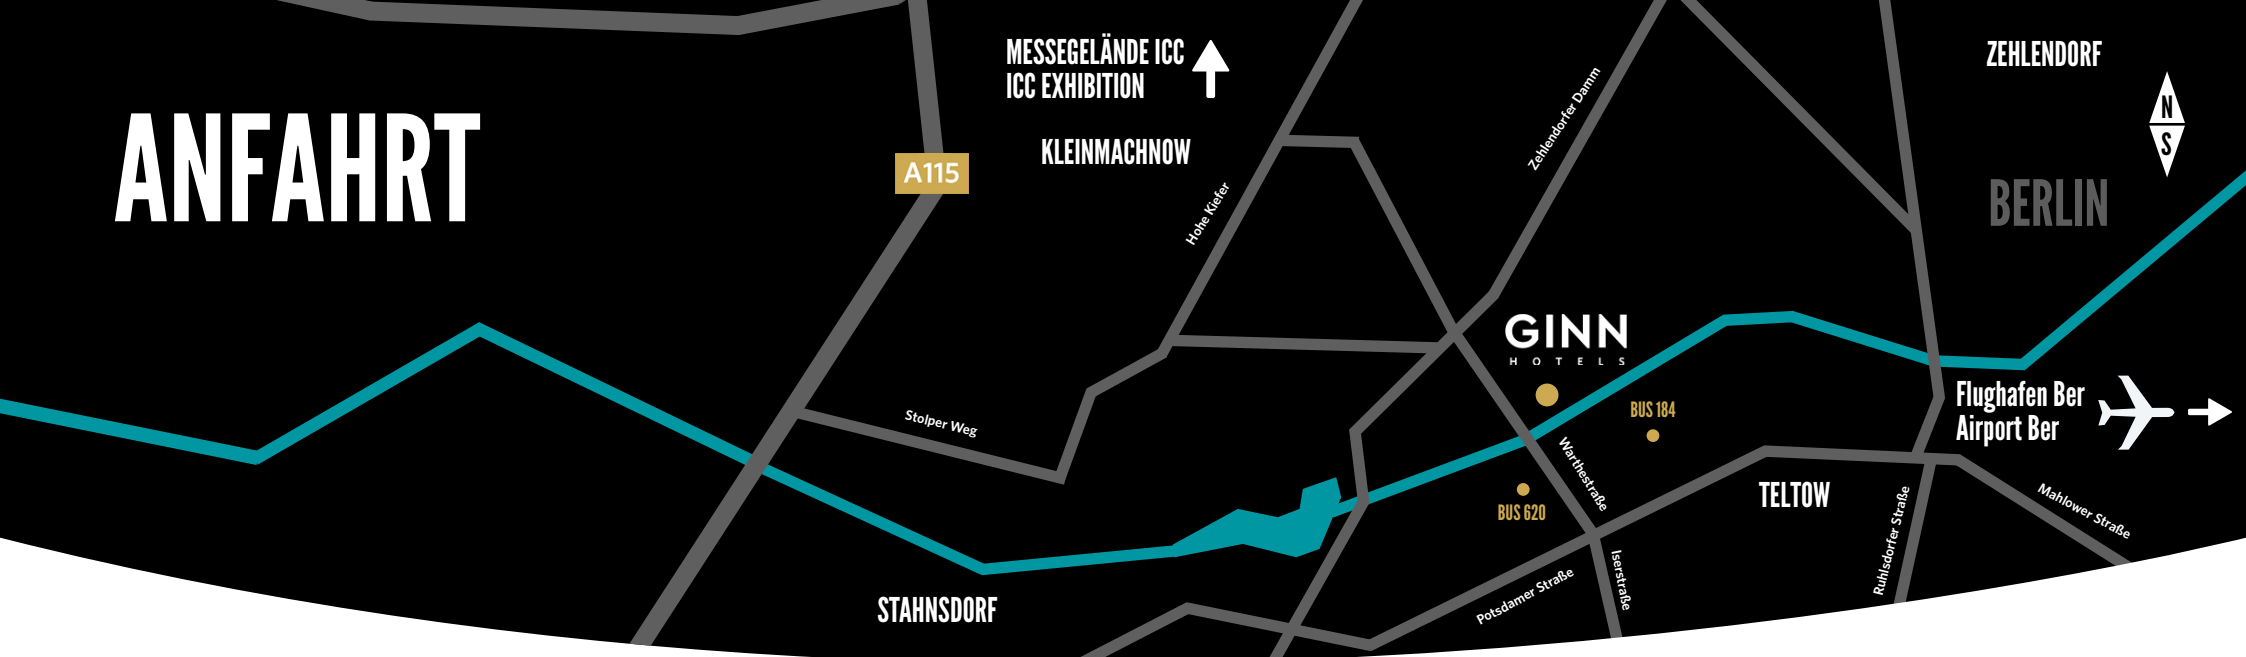 ANFAHRT
MESSEGELÄNDE ICC
ICC EXHIBITION
KLEINMACHNOW
A115
Hohe Kiefer
Zehlendorfer Damm
ZEHLENDORF
N
S
BERLIN
GINN
HOTELS
BUS 184
Flughafen Ber
Airport Ber
Stolper Weg
Warthestraße
BUS 620
TELTOW
Ruhlsdorfer Straße
Mahlower Straße
STAHNSDORF
Potsdamer Straße
Iserstraße